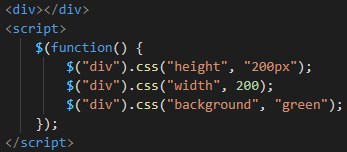 <div></div>
<script>
    $(function() {
        $("div").css("height", "200px");
        $("div").css("width", 200);
        $("div").css("background", "green");
    });
</script>